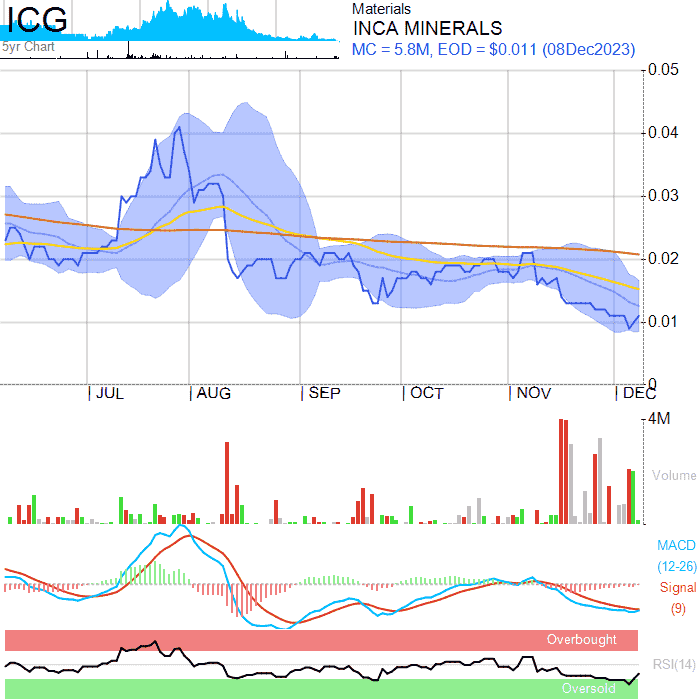 ICG
5yr Chart
Materials
INCA MINERALS
MC = 5.8M, EOD = $0.011 (08Dec2023)
0.05
0.04
0.03
0.02
0.01
0
JUL AUG SEP OCT NOV DEC
4M
Volume
MACD
(12-26)
Signal
(9)
Overbought
RSI(14)
Oversold